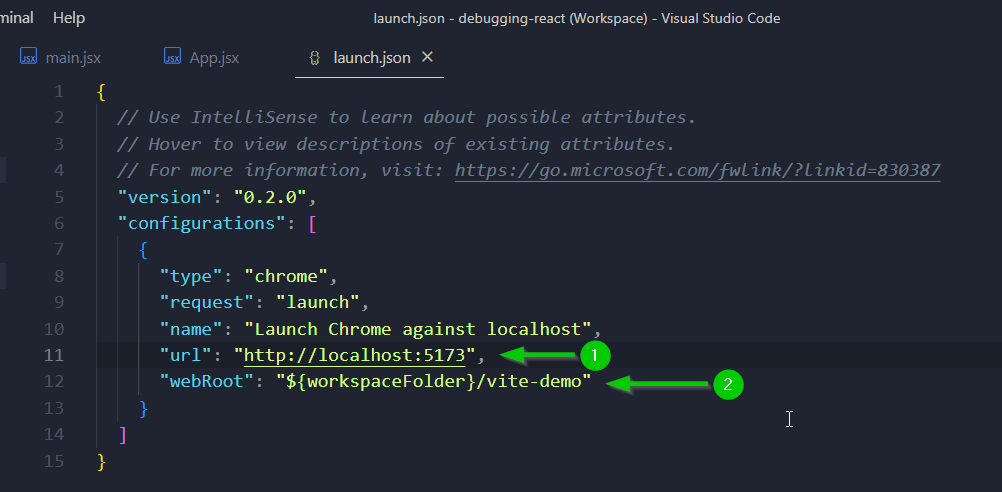 minal Help launch.json - debugging-react (Workspace) - Visual Studio Code
JSX main.jsx JSX App.jsx {} launch.json ×
1 {
2 // Use IntelliSense to learn about possible attributes.
3 // Hover to view descriptions of existing attributes.
4 // For more information, visit: https://go.microsoft.com/fwlink/?linkid=830387
5 "version": "0.2.0",
6 "configurations": [
7 {
8 "type": "chrome",
9 "request": "launch",
10 "name": "Launch Chrome against localhost",
11 "url": "http://localhost:5173", 1
12 "webRoot": "${workspaceFolder}/vite-demo" 2
13 }
14 ]
15 }